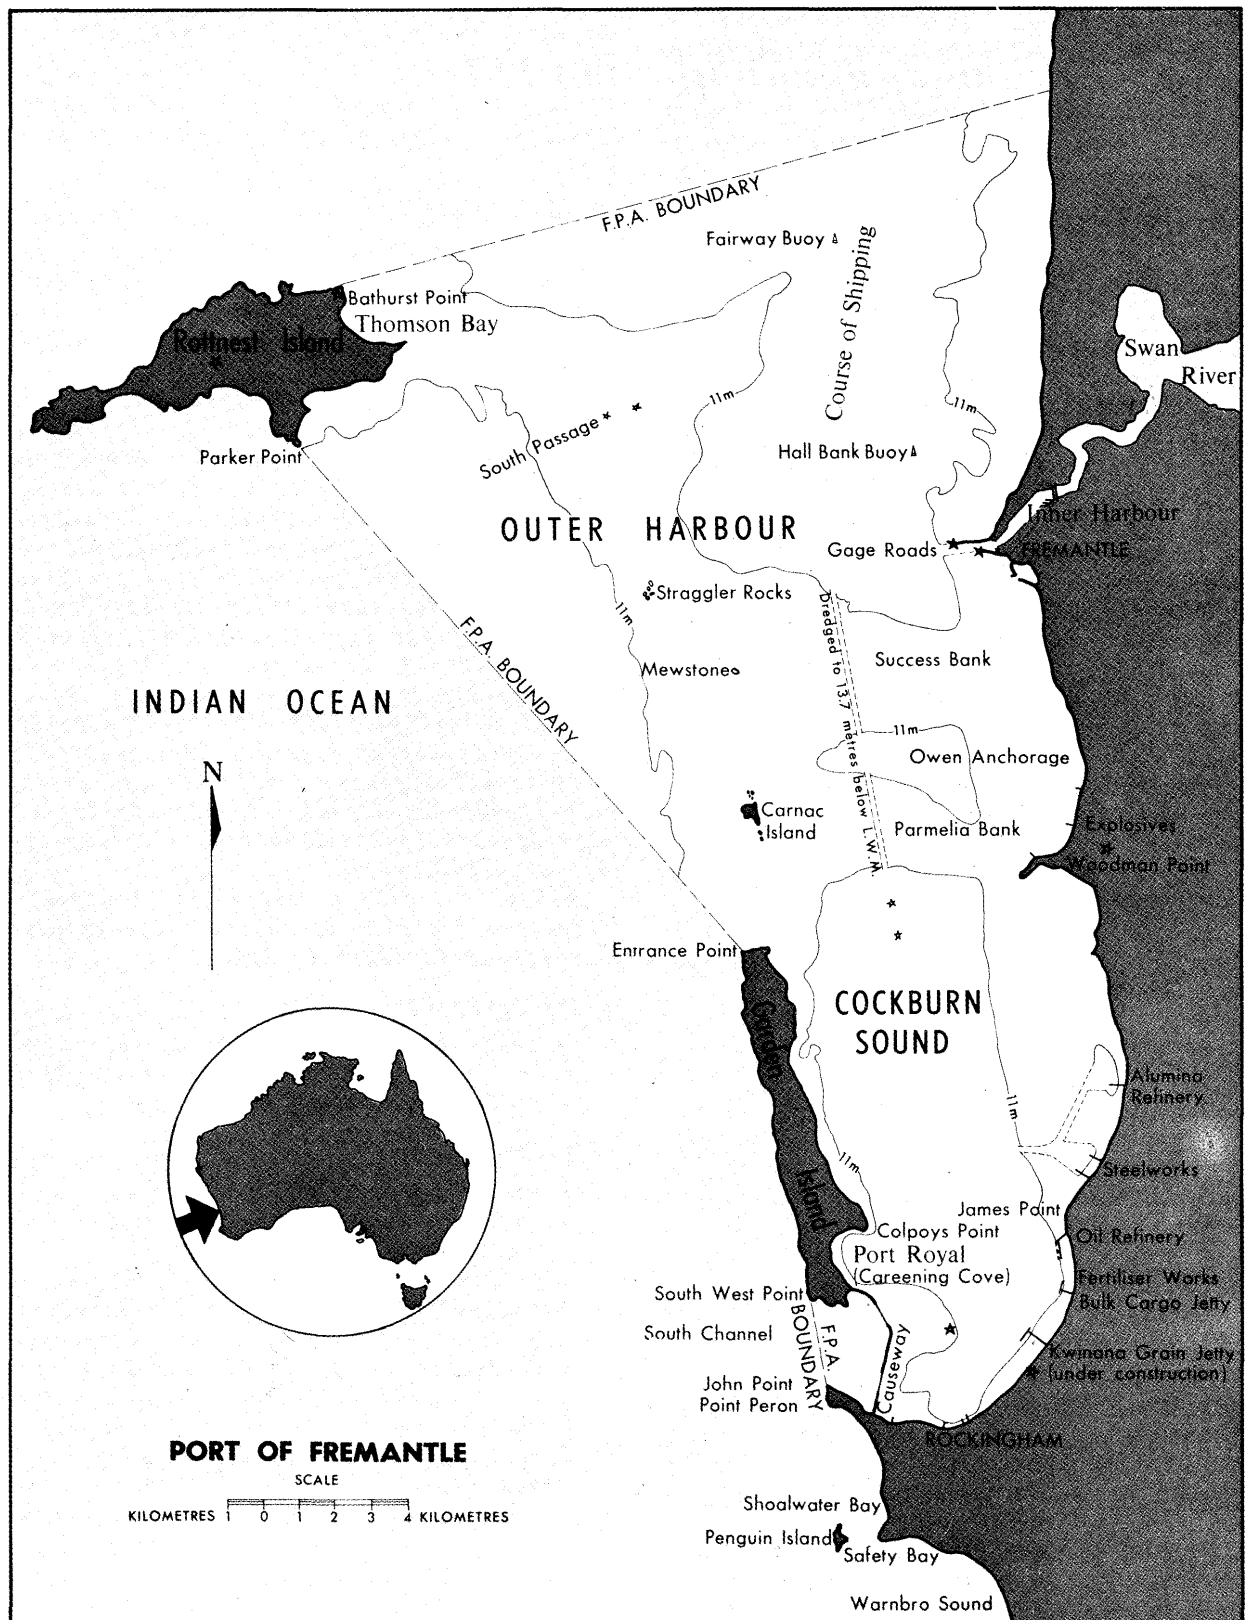 F.P.A. BOUNDARY
Fairway Buoy
Course of Shipping
Bathurst Point
Thomson Bay
Rottnest Island
Swan
River
11m
11m
South Passage
Parker Point
Hall Bank Buoy
Inner Harbour
OUTER HARBOUR
Gage Roads
FREMANTLE
Straggler Rocks
11m
Dredged to 13.7 metres below L.W.M.
F.P.A. BOUNDARY
Success Bank
Mewstone
INDIAN OCEAN
11m
Owen Anchorage
N
Carnac
Island
Parmelia Bank
Explosives
Woodman Point
Entrance Point
Garden
Island
COCKBURN
SOUND
Alumina
Refinery
11m
11m
Steelworks
James Point
Colpoys Point
Oil Refinery
Port Royal
(Careening Cove)
Fertiliser Works
South West Point
Bulk Cargo Jetty
F.P.A.
BOUNDARY
South Channel
Causeway
Kwinana Grain Jetty
(under construction)
John Point
Point Peron
ROCKINGHAM
PORT OF FREMANTLE
SCALE
KILOMETRES 1 0 1 2 3 4 KILOMETRES
Shoalwater Bay
Penguin Island
Safety Bay
Warnbro Sound